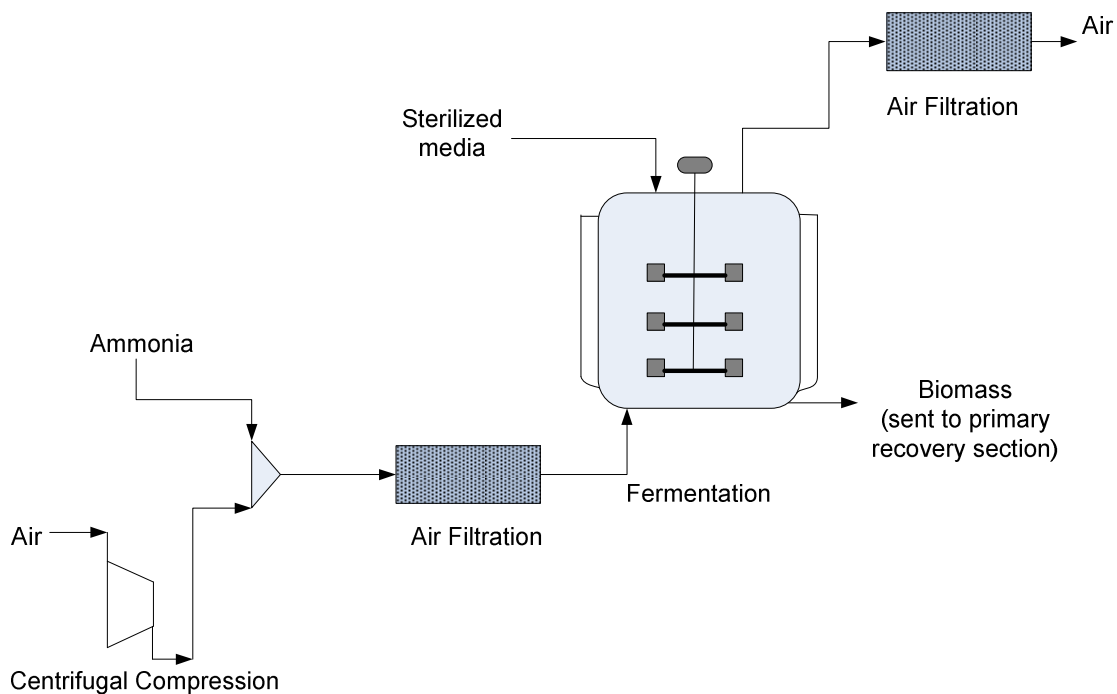 Air
Air Filtration
Sterilized
media
Ammonia
Biomass
(sent to primary
recovery section)
Fermentation
Air Filtration
Air
Centrifugal Compression